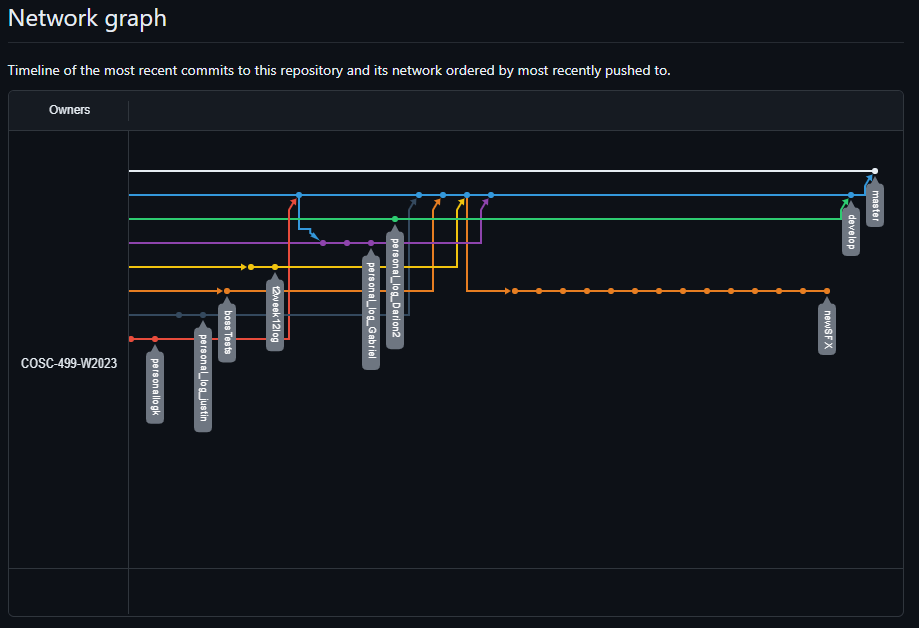 Network graph
Timeline of the most recent commits to this repository and its network ordered by most recently pushed to.
Owners
COSC-499-W2023
master
develop
personal_log_Darion2
personal_log_Gabriel
t2week12log
bossTests
newSFX
personal_log_justin
personallogk